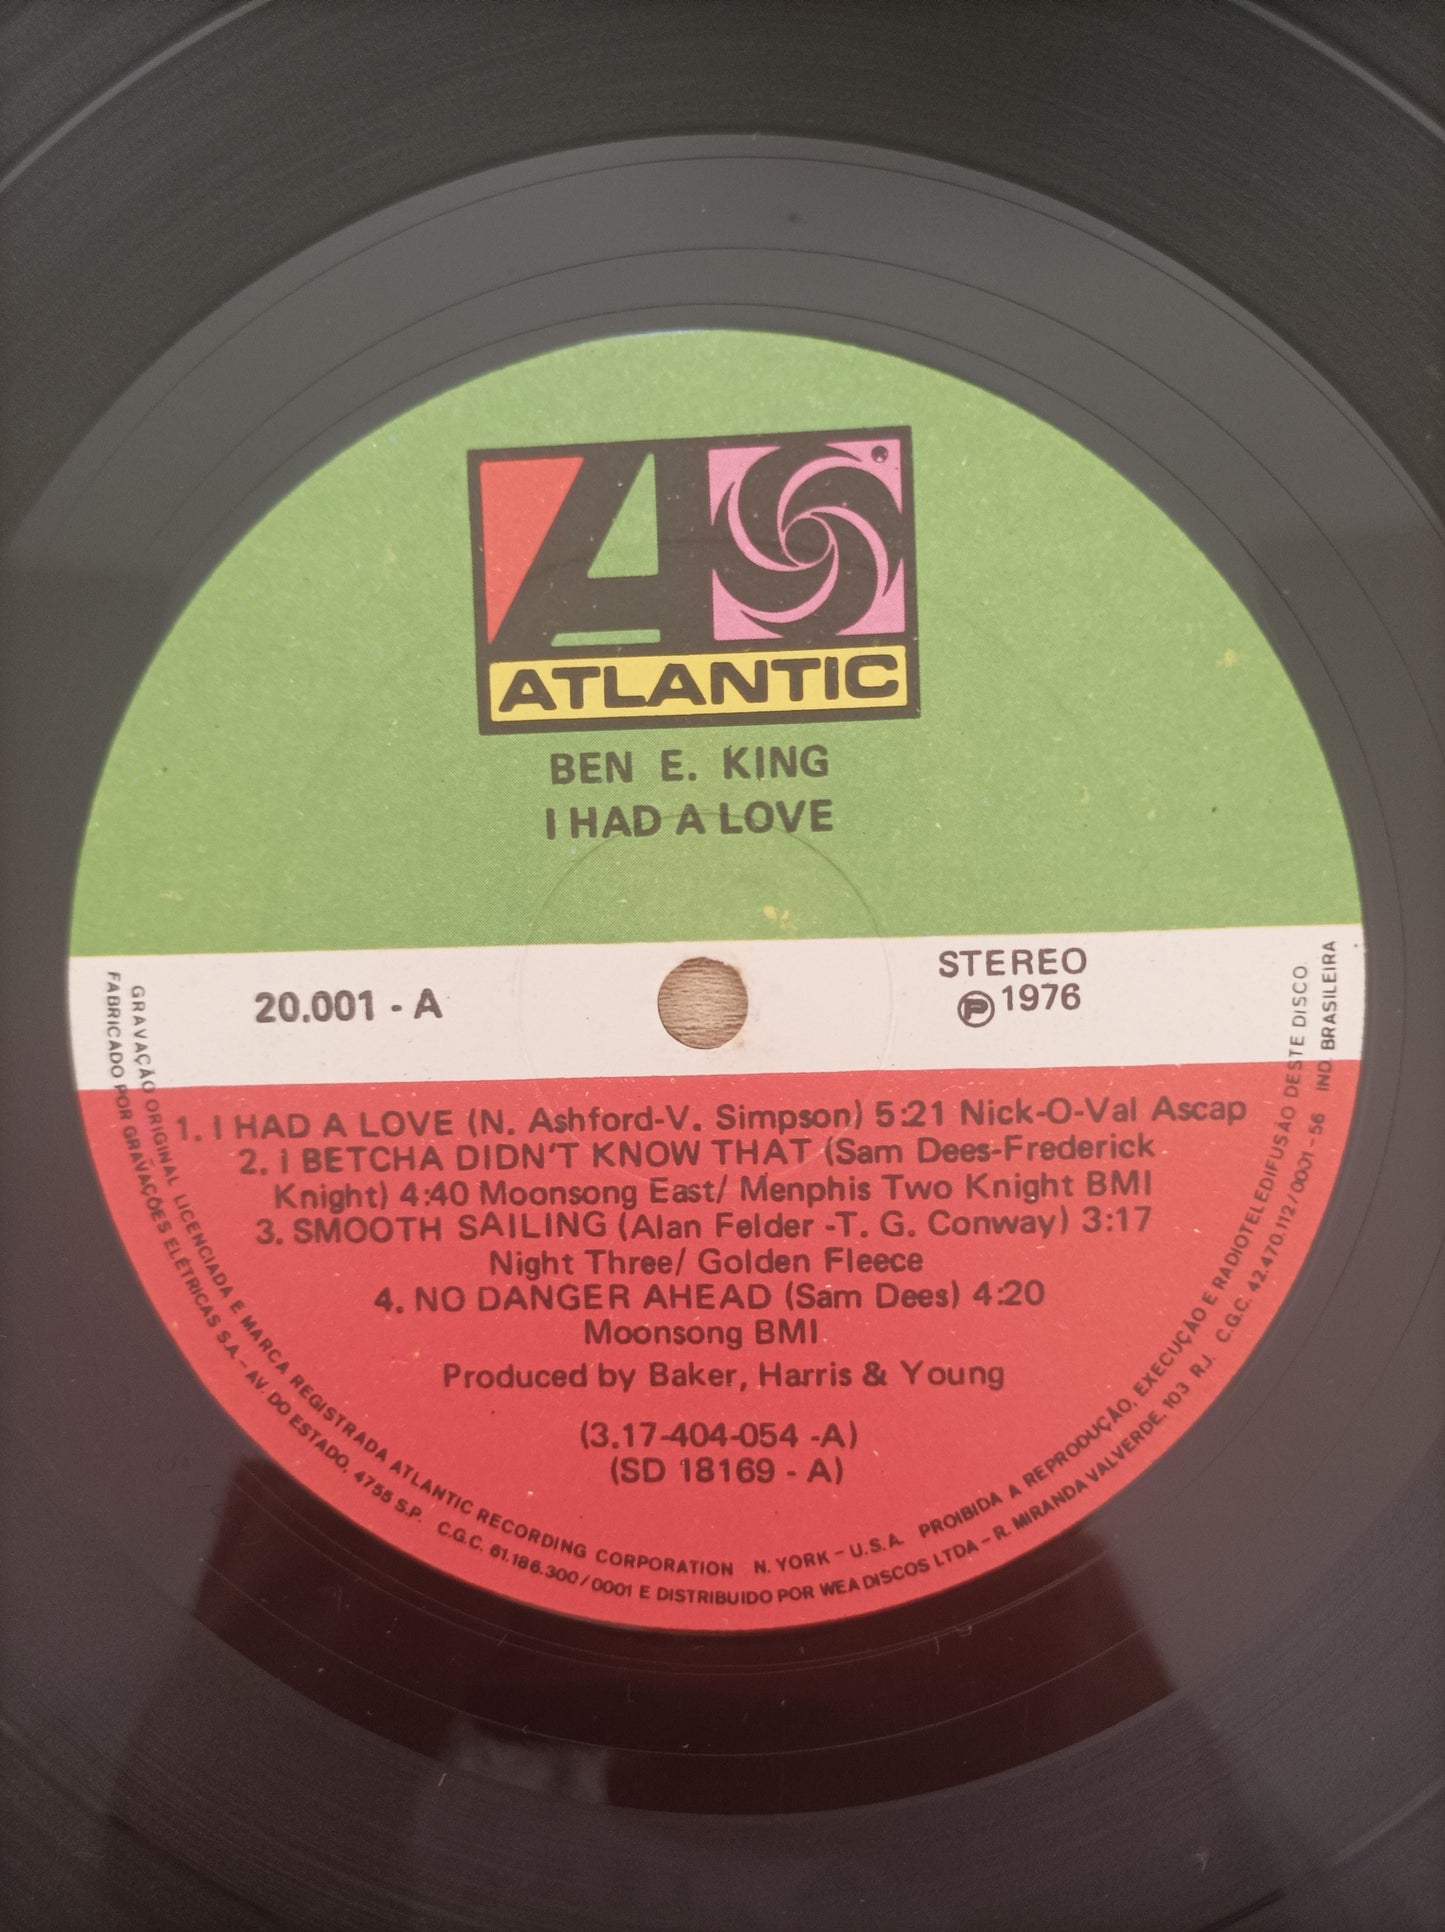 ATLANTIC
BEN E. KING
I HAD A LOVE
20.001 - A
STEREO
Ⓟ 1976
1. I HAD A LOVE (N. Ashford-V. Simpson) 5:21 Nick-O-Val Ascap
2. I BETCHA DIDN'T KNOW THAT (Sam Dees-Frederick
Knight) 4:40 Moonsong East/ Menphis Two Knight BMI
3. SMOOTH SAILING (Alan Felder -T. G. Conway) 3:17
Night Three/ Golden Fleece
4. NO DANGER AHEAD (Sam Dees) 4:20
Moonsong BMI
Produced by Baker, Harris & Young
(3.17-404-054 -A)
(SD 18169 - A)
GRAVAÇÃO ORIGINAL LICENCIADA E MARCA REGISTRADA ATLANTIC RECORDING CORPORATION N. YORK - U.S.A. PROIBIDA A REPRODUÇÃO, EXECUÇÃO E RADIOTELEDIFUSÃO DESTE DISCO
FABRICADO POR GRAVAÇÕES ELÉTRICAS S.A. - AV. DO ESTADO, 4755 S.P. C.G.C. 61.186.300/0001 E DISTRIBUIDO POR WEA DISCOS LTDA - R. MIRANDA VALVERDE, 103 R.J. C.G.C. 42.470.112/0001-56 IND. BRASILEIRA